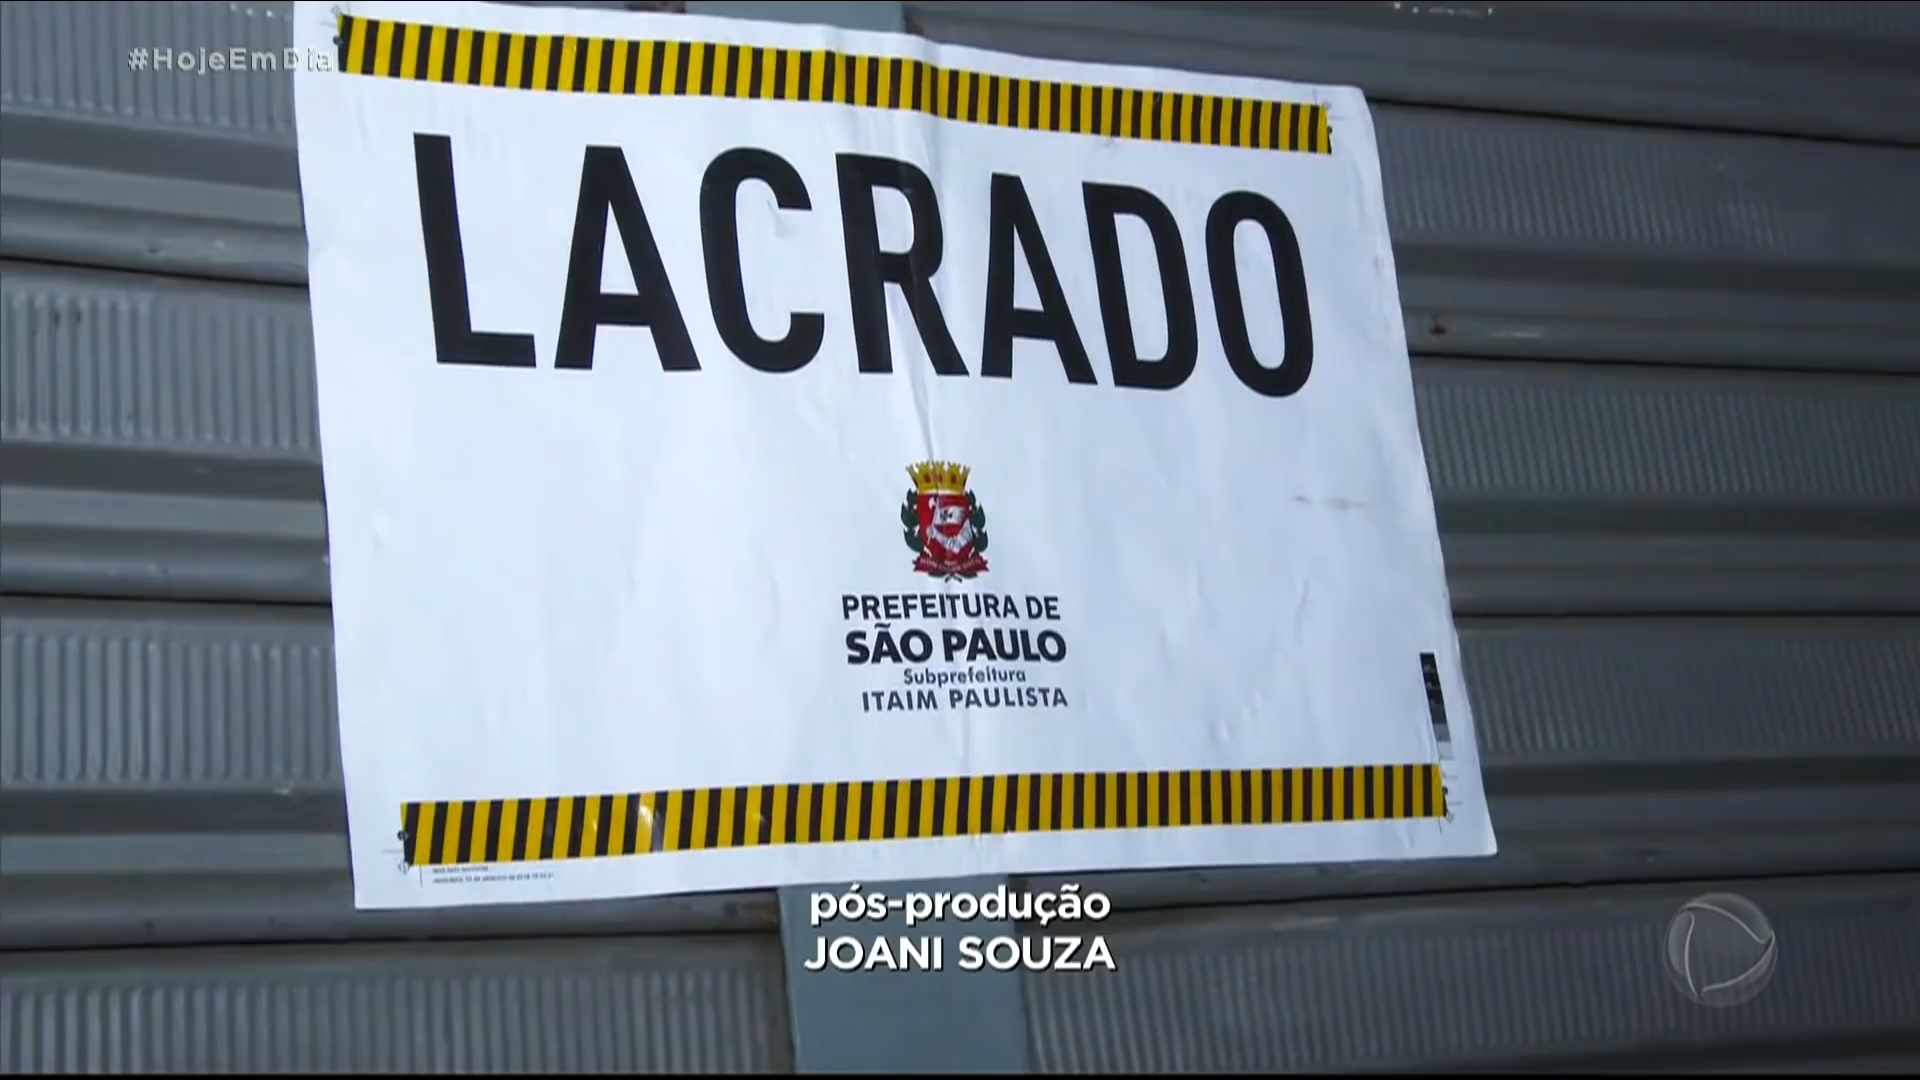 #HojeEmDia
LACRADO
PREFEITURA DE
SÃO PAULO
Subprefeitura
ITAIM PAULISTA
pós-produção
JOANI SOUZA